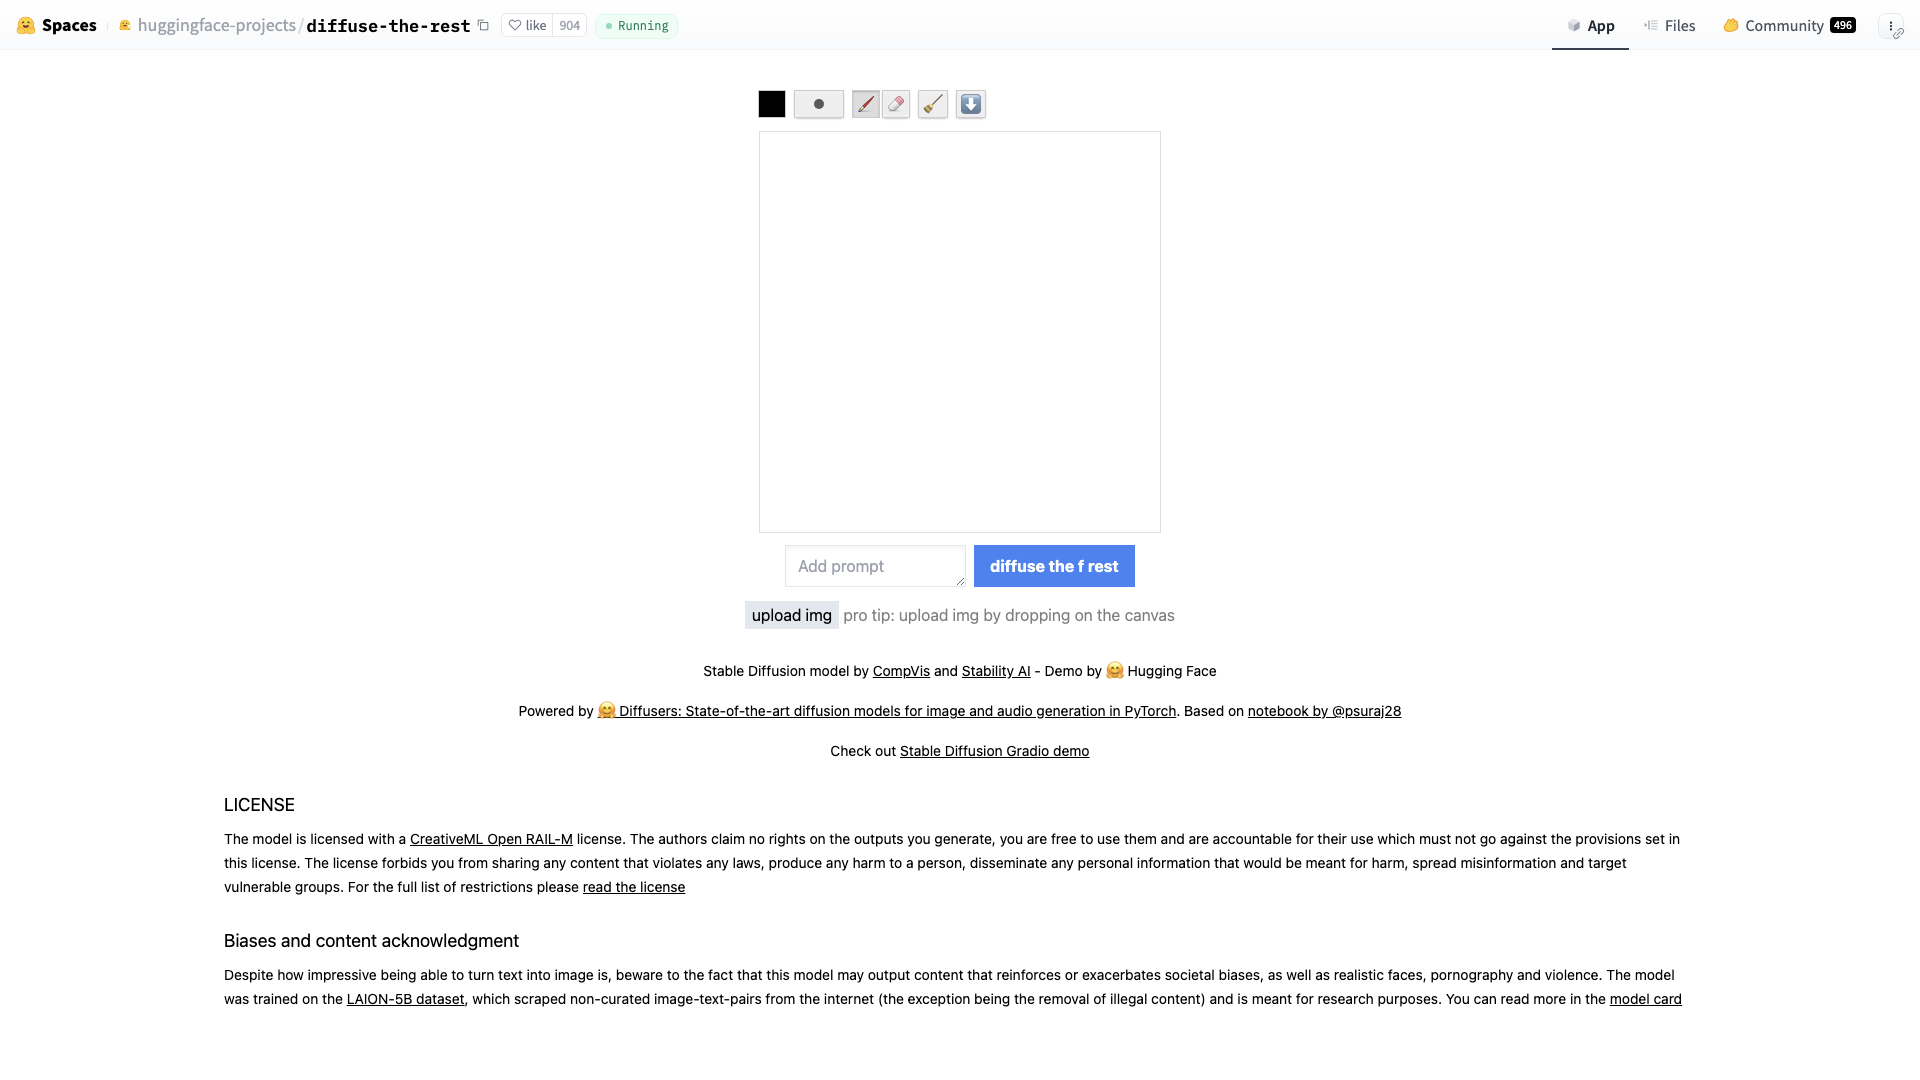 Spaces huggingface-projects/diffuse-the-rest like 904 Running App Files Community 496
Add prompt diffuse the f rest
upload img pro tip: upload img by dropping on the canvas
Stable Diffusion model by CompVis and Stability AI - Demo by 🤗 Hugging Face
Powered by 🤗 Diffusers: State-of-the-art diffusion models for image and audio generation in PyTorch. Based on notebook by @psuraj28
Check out Stable Diffusion Gradio demo
LICENSE
The model is licensed with a CreativeML Open RAIL-M license. The authors claim no rights on the outputs you generate, you are free to use them and are accountable for their use which must not go against the provisions set in
this license. The license forbids you from sharing any content that violates any laws, produce any harm to a person, disseminate any personal information that would be meant for harm, spread misinformation and target
vulnerable groups. For the full list of restrictions please read the license
Biases and content acknowledgment
Despite how impressive being able to turn text into image is, beware to the fact that this model may output content that reinforces or exacerbates societal biases, as well as realistic faces, pornography and violence. The model
was trained on the LAION-5B dataset, which scraped non-curated image-text-pairs from the internet (the exception being the removal of illegal content) and is meant for research purposes. You can read more in the model card